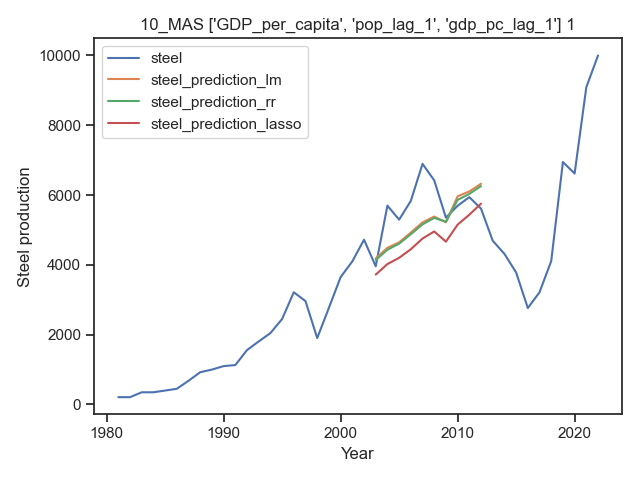 10_MAS ['GDP_per_capita', 'pop_lag_1', 'gdp_pc_lag_1'] 1
steel
steel_prediction_lm
steel_prediction_rr
steel_prediction_lasso
Steel production
10000
8000
6000
4000
2000
0
1980
1990
2000
2010
2020
Year